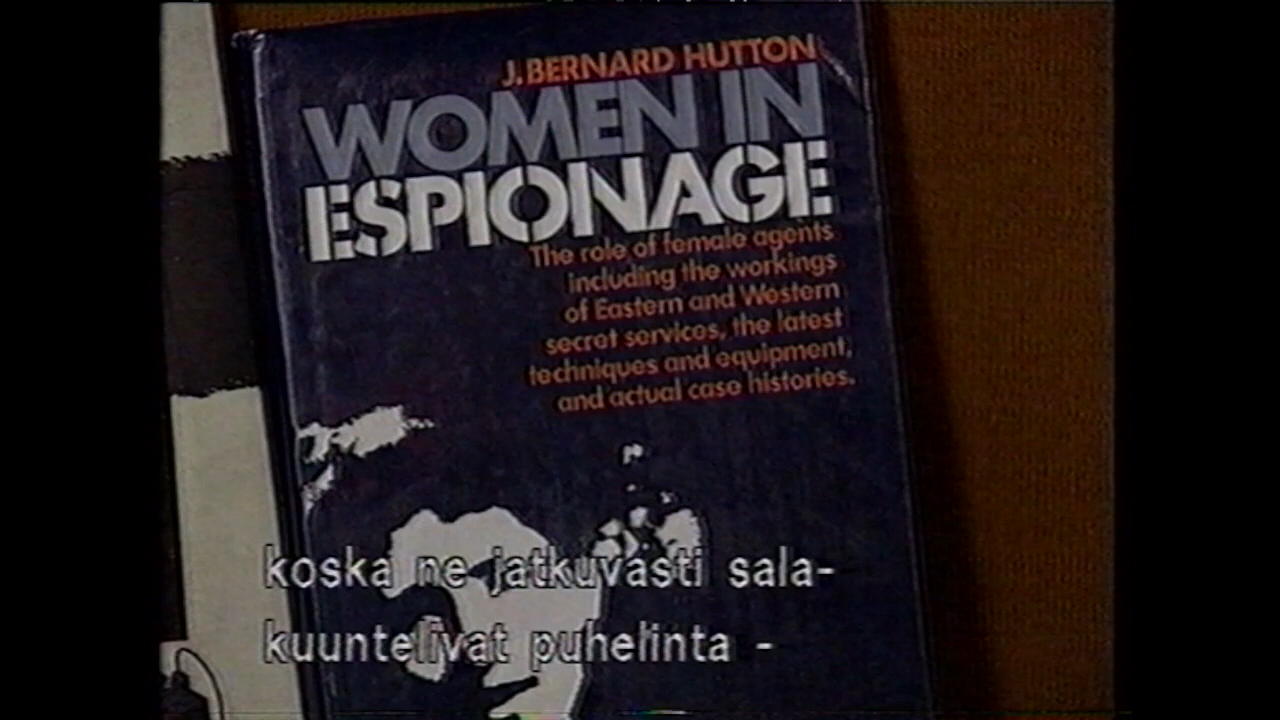 J. BERNARD HUTTON
WOMEN IN
ESPIONAGE
The role of female agents
including the workings
of Eastern and Western
secret services, the latest
techniques and equipment,
and actual case histories.
koska ne jatkuvasti sala-
kuuntelivat puhelinta -